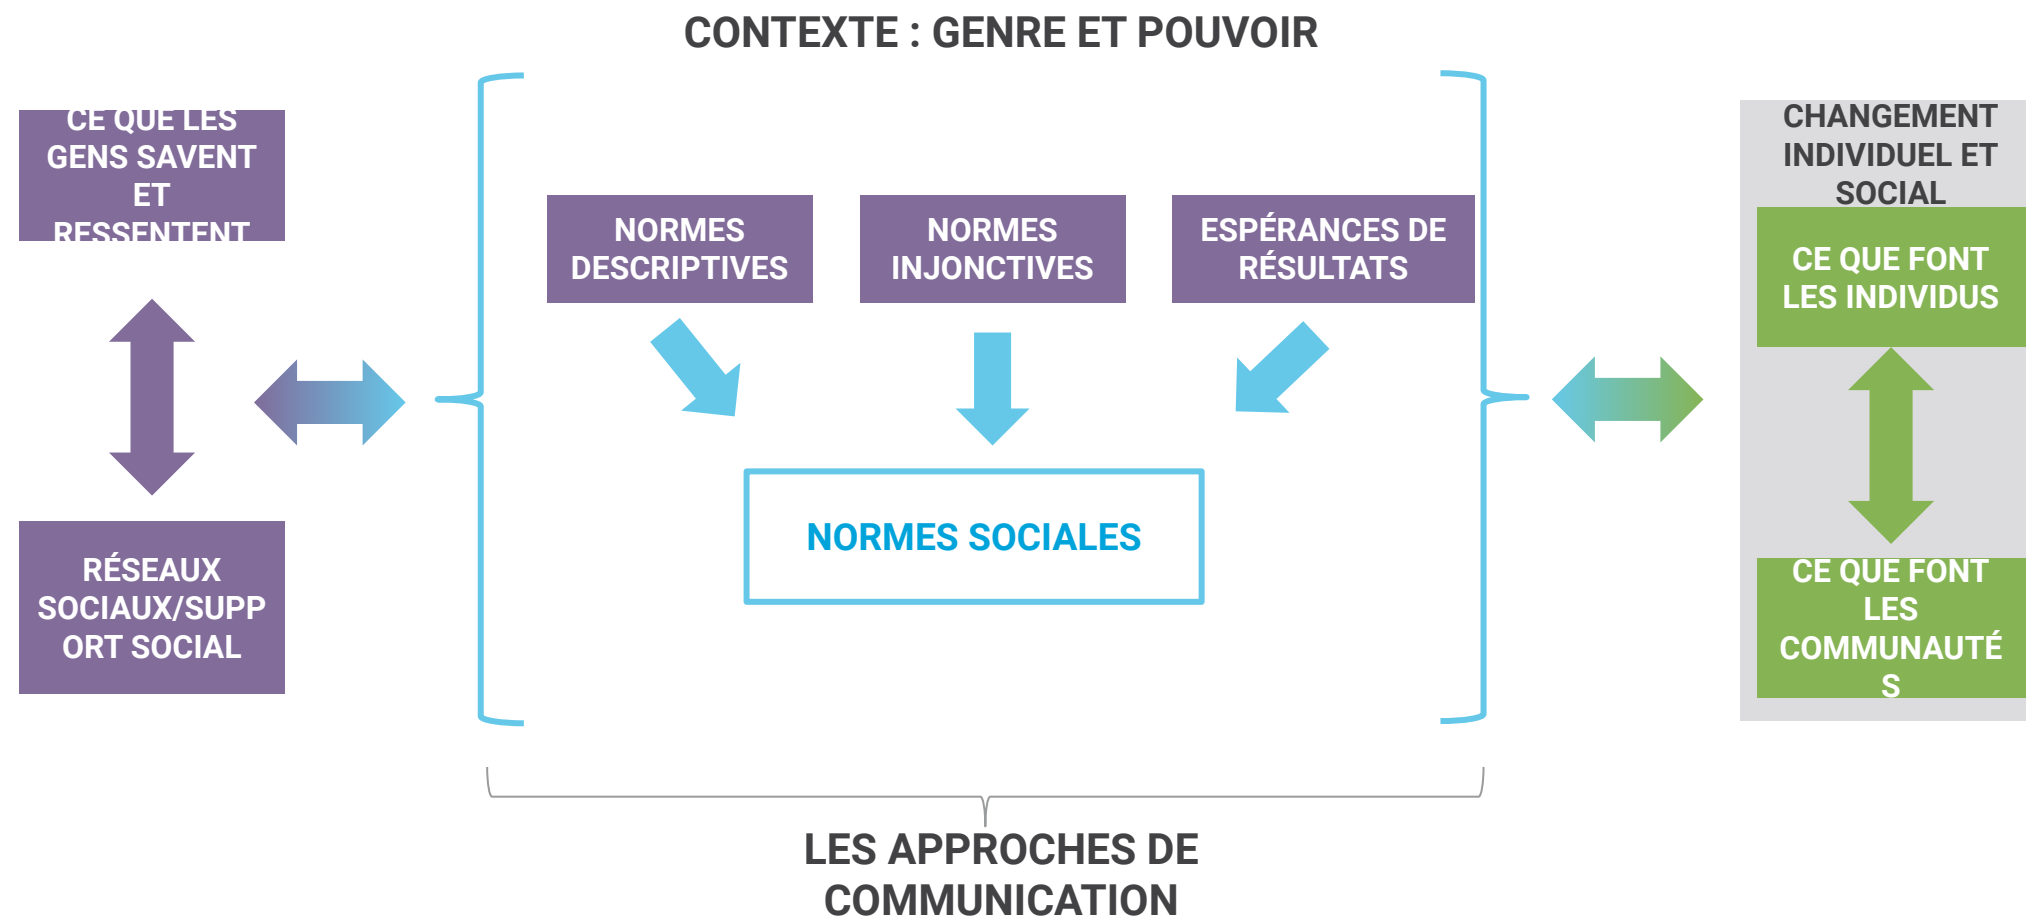 CONTEXTE : GENRE ET POUVOIR
CE QUE LES
GENS SAVENT
ET
RESSENTENT
RÉSEAUX
SOCIAUX/SUPP
ORT SOCIAL
NORMES
DESCRIPTIVES
NORMES
INJONCTIVES
ESPÉRANCES DE
RÉSULTATS
NORMES SOCIALES
CHANGEMENT
INDIVIDUEL ET
SOCIAL
CE QUE FONT
LES INDIVIDUS
CE QUE FONT
LES
COMMUNAUTÉ
S
LES APPROCHES DE
COMMUNICATION